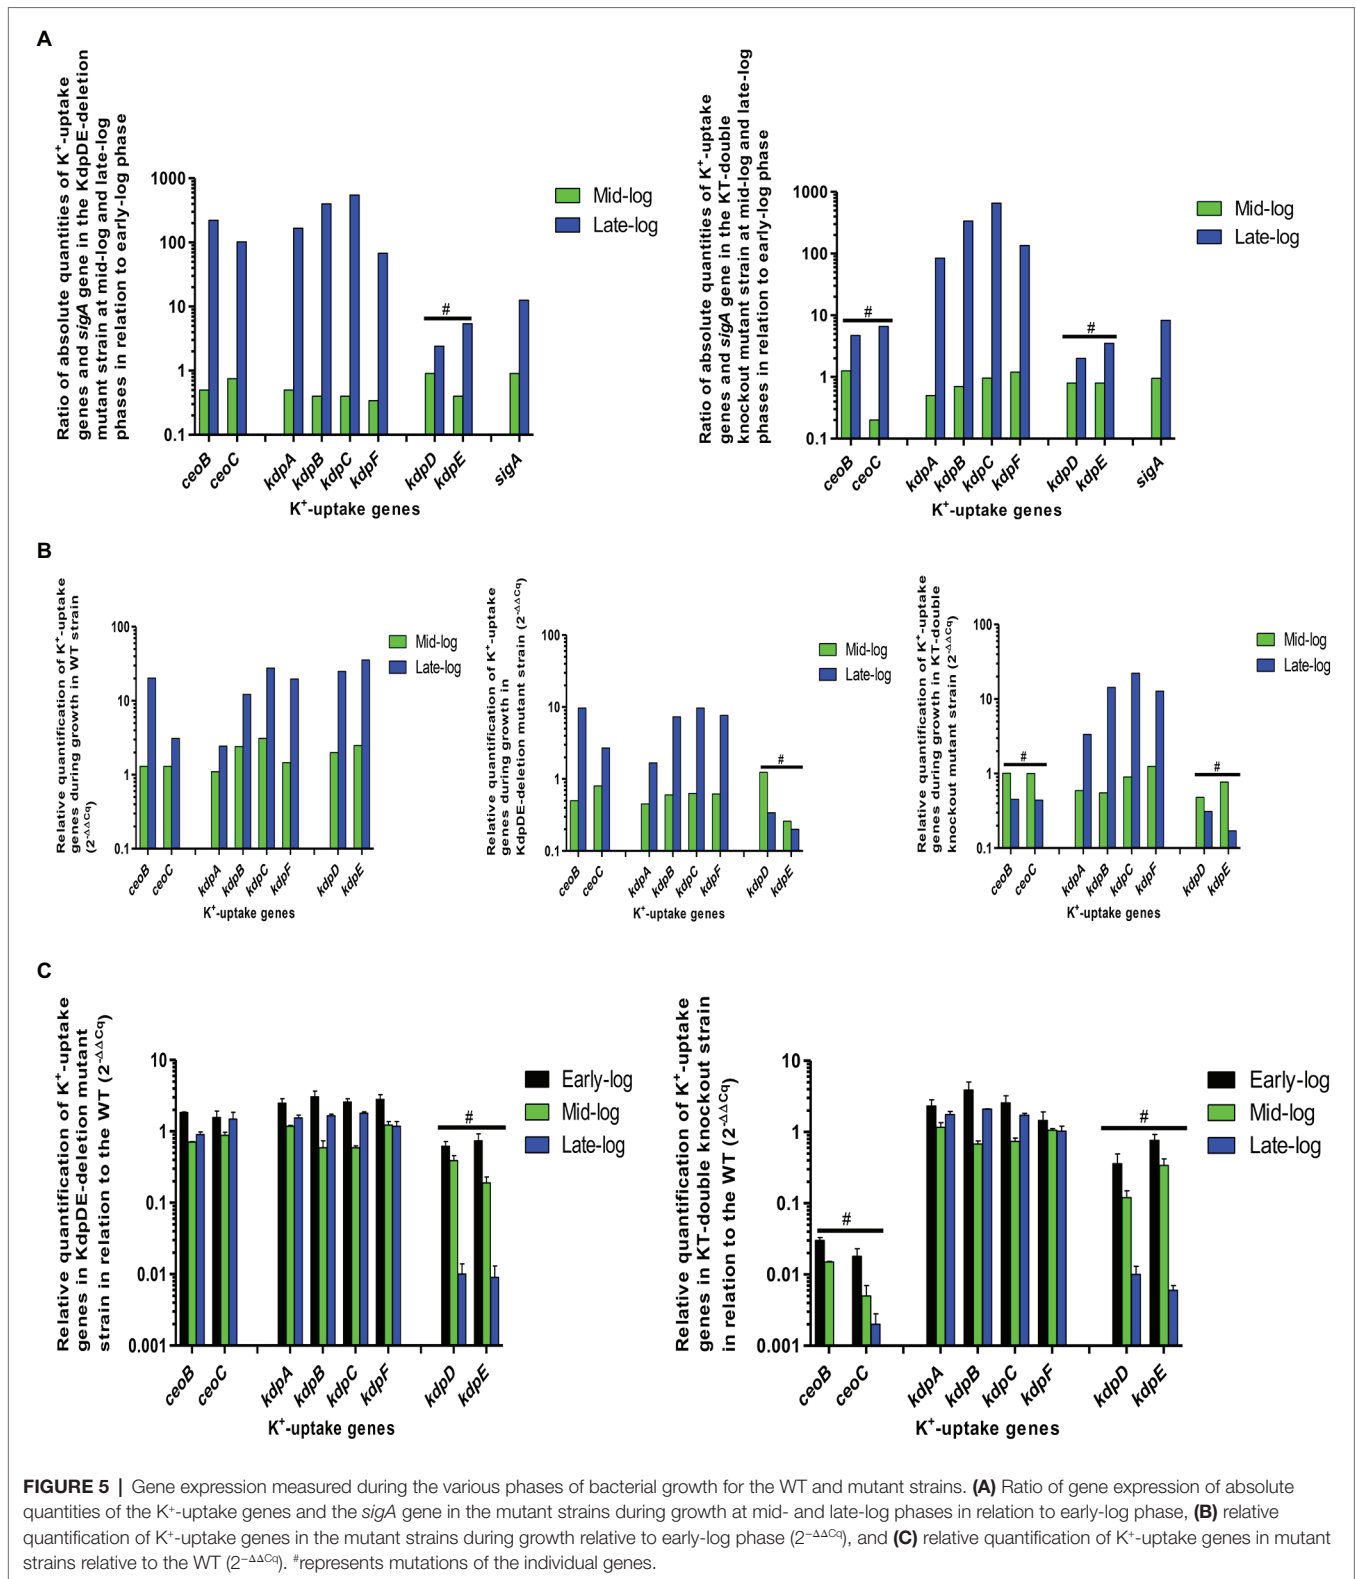 A
Ratio of absolute quantities of K+-uptake
genes and sigA gene in the KdpDE-deletion
mutant strain at mid-log and late-log
phases in relation to early-log phase
1000
100
10
1
0.1
#
Mid-log
Late-log
ceoB
ceoC
kdpA
kdpB
kdpC
kdpF
kdpD
kdpE
sigA
K+-uptake genes
Ratio of absolute quantities of K+-uptake
genes and sigA gene in the KT-double
knockout mutant strain at mid-log and late-log
phases in relation to early-log phase
1000
100
10
1
0.1
#
#
Mid-log
Late-log
ceoB
ceoC
kdpA
kdpB
kdpC
kdpF
kdpD
kdpE
sigA
K+-uptake genes
B
Relative quantification of K+-uptake
genes during growth in WT strain
(2-ΔΔCq)
100
10
1
0.1
Mid-log
Late-log
ceoB
ceoC
kdpA
kdpB
kdpC
kdpF
kdpD
kdpE
K+-uptake genes
Relative quantification of K+-uptake
genes during growth in
KdpDE-deletion mutant strain (2-ΔΔCq)
100
10
1
0.1
#
Mid-log
Late-log
ceoB
ceoC
kdpA
kdpB
kdpC
kdpF
kdpD
kdpE
K+-uptake genes
Relative quantification of K+-uptake
genes during growth in KT-double
knockout mutant strain (2-ΔΔCq)
100
10
1
0.1
#
#
Mid-log
Late-log
ceoB
ceoC
kdpA
kdpB
kdpC
kdpF
kdpD
kdpE
K+-uptake genes
C
Relative quantification of K+-uptake
genes in KdpDE-deletion mutant
strain in relation to the WT (2-ΔΔCq)
10
1
0.1
0.01
0.001
#
Early-log
Mid-log
Late-log
ceoB
ceoC
kdpA
kdpB
kdpC
kdpF
kdpD
kdpE
K+-uptake genes
Relative quantification of K+-uptake
genes in KT-double knockout strain
in relation to the WT (2-ΔΔCq)
10
1
0.1
0.01
0.001
#
#
Early-log
Mid-log
Late-log
ceoB
ceoC
kdpA
kdpB
kdpC
kdpF
kdpD
kdpE
K+-uptake genes
FIGURE 5 | Gene expression measured during the various phases of bacterial growth for the WT and mutant strains. (A) Ratio of gene expression of absolute
quantities of the K+-uptake genes and the sigA gene in the mutant strains during growth at mid- and late-log phases in relation to early-log phase, (B) relative
quantification of K+-uptake genes in the mutant strains during growth relative to early-log phase (2−ΔΔCq), and (C) relative quantification of K+-uptake genes in mutant
strains relative to the WT (2−ΔΔCq). #represents mutations of the individual genes.